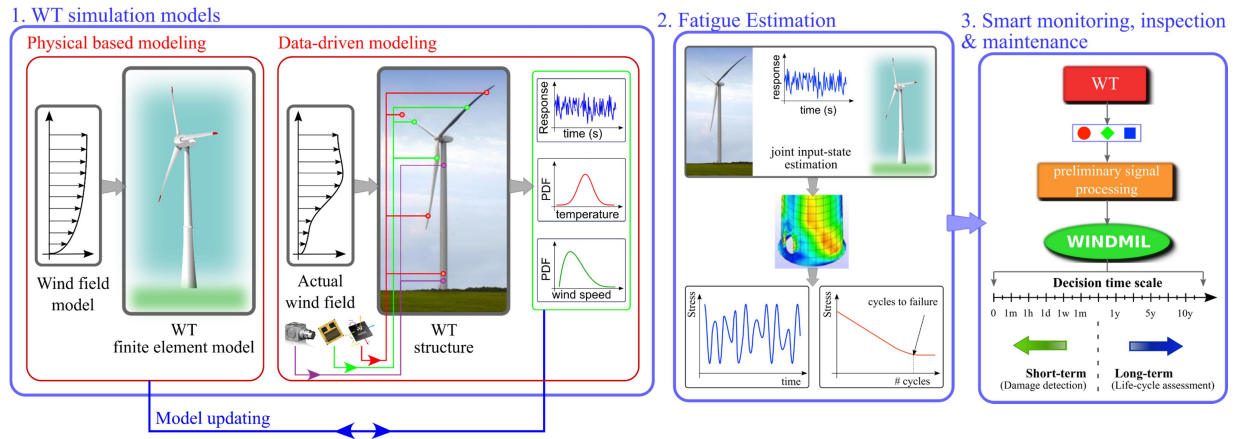 1. WT simulation models
Physical based modeling
Wind field
model
WT
finite element model
Data-driven modeling
Actual
wind field
WT
structure
Response
time (s)
PDF
temperature
PDF
wind speed
Model updating
2. Fatigue Estimation
response
time (s)
joint input-state
estimation
Stress
time
Stress
cycles to failure
# cycles
3. Smart monitoring, inspection
& maintenance
WT
preliminary signal
processing
WINDMIL
Decision time scale
0 1m 1h 1d 1w 1m 1y 5y 10y
Short-term
(Damage detection)
Long-term
(Life-cycle assessment)